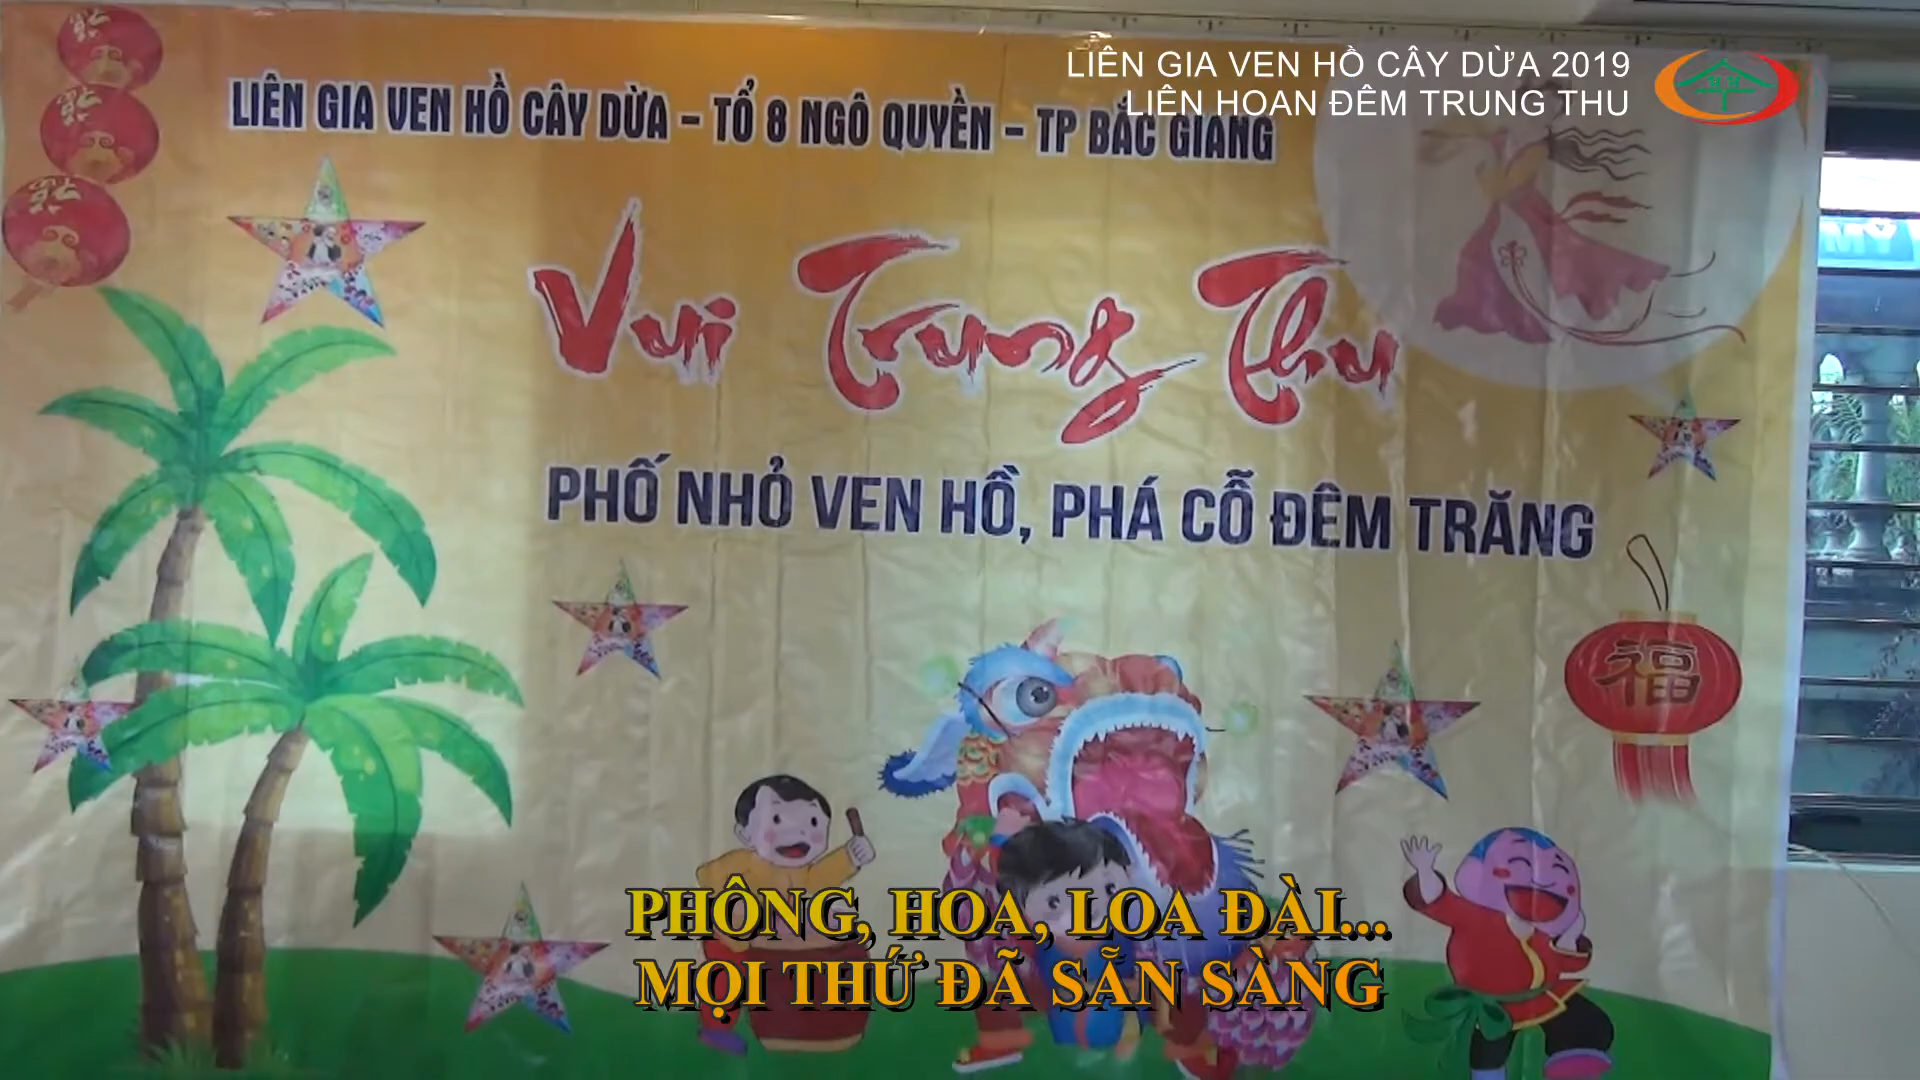 LIÊN GIA VEN HỒ CÂY DỪA 2019
LIÊN HOAN ĐÊM TRUNG THU
LIÊN GIA VEN HỒ CÂY DỪA – TỔ 8 NGÔ QUYỀN – TP BẮC GIANG
Vui Trung Thu
PHỐ NHỎ VEN HỒ, PHÁ CỖ ĐÊM TRĂNG
福
PHÔNG, HOA, LOA ĐÀI...
MỌI THỨ ĐÃ SẴN SÀNG